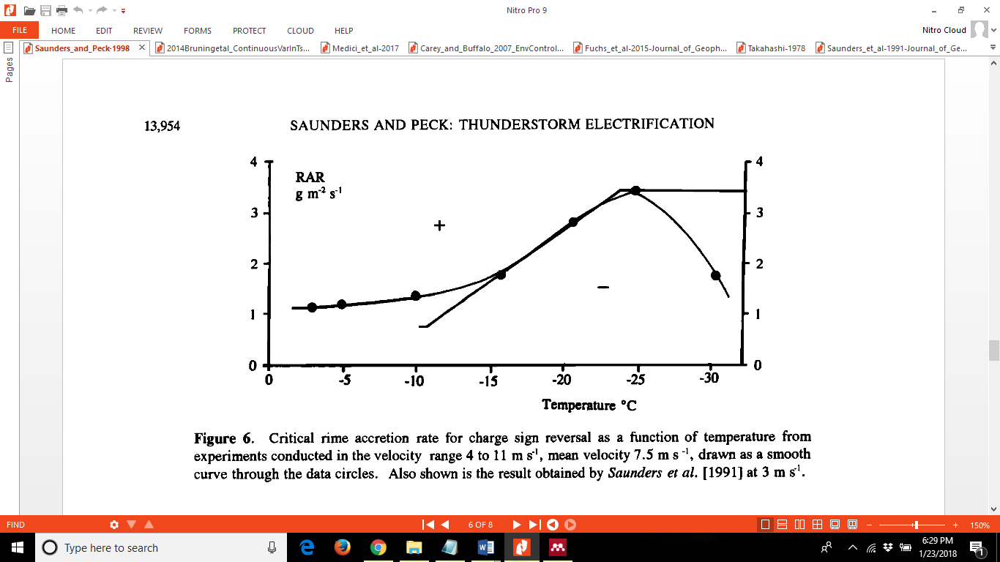 Nitro Pro 9
FILE HOME EDIT REVIEW FORMS PROTECT CLOUD HELP Nitro Cloud
Saunders_and_Peck-1998 2014Bruningetal_ContinuousVarInTs... Medici_et_al-2017 Carey_and_Buffalo_2007_EnvControl... Fuchs_et_al-2015-Journal_of_Geoph... Takahashi-1978 Saunders_et_al-1991-Journal_of_Ge...
Pages
13,954 SAUNDERS AND PECK: THUNDERSTORM ELECTRIFICATION
4 4
RAR
g m-2 s-1
3 3
+
2 2
−
1 1
0 0
0 -5 -10 -15 -20 -25 -30
Temperature °C
Figure 6. Critical rime accretion rate for charge sign reversal as a function of temperature from
experiments conducted in the velocity range 4 to 11 m s-1, mean velocity 7.5 m s -1, drawn as a smooth
curve through the data circles. Also shown is the result obtained by Saunders et al. [1991] at 3 m s-1.
FIND 6 OF 8 150%
Type here to search 6:29 PM
1/23/2018
1